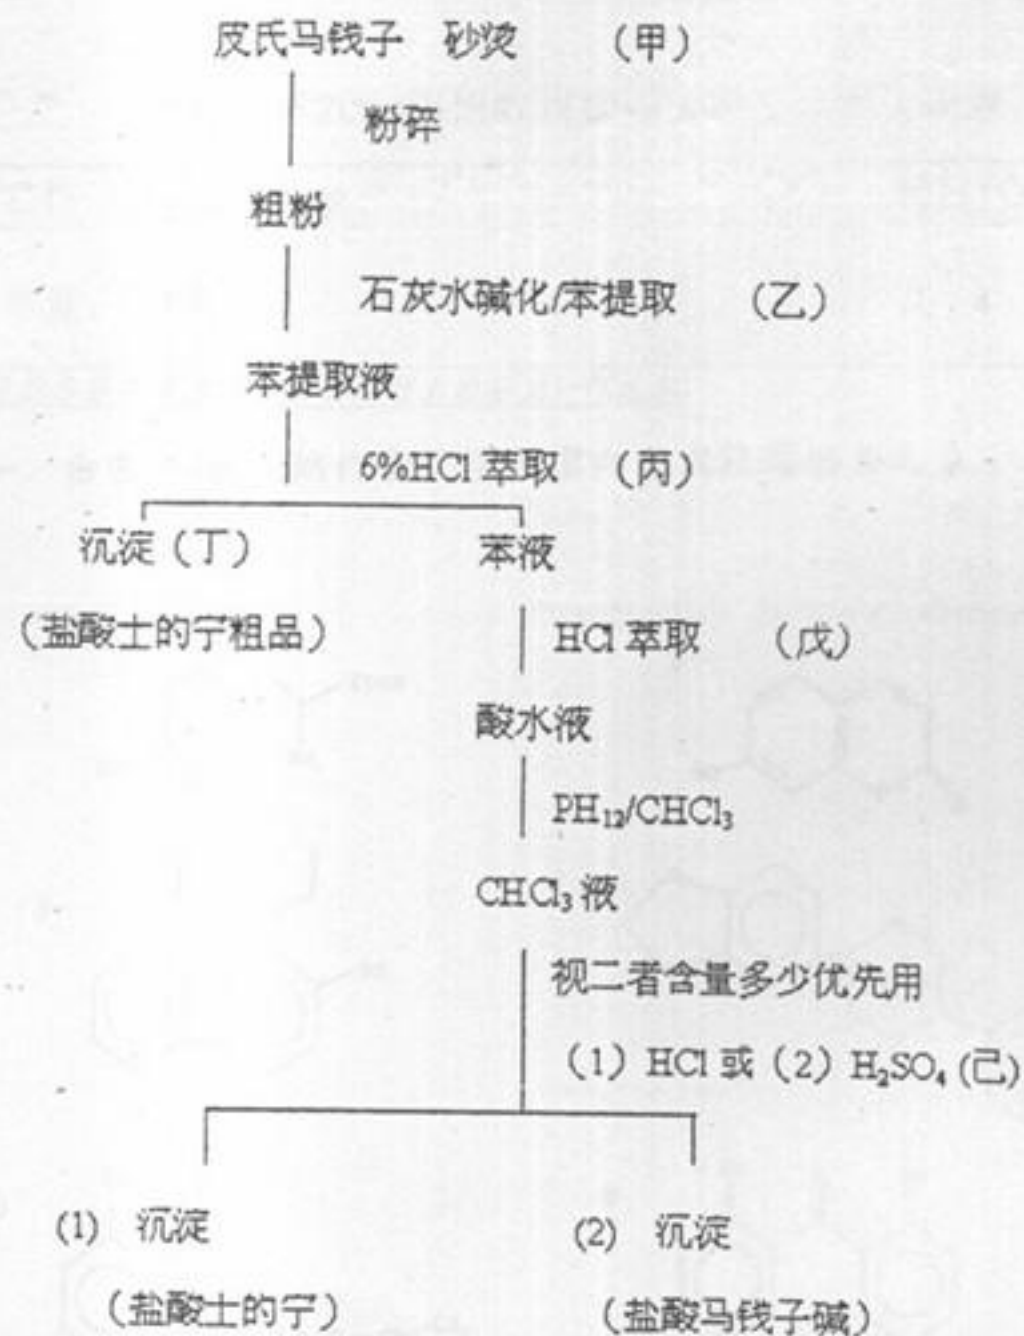 皮氏马钱子 砂烫 （甲）
粉碎
粗粉
石灰水碱化/苯提取 （乙）
苯提取液
6%HCl 萃取 （丙）
沉淀（丁） 苯液
（盐酸士的宁粗品）
HCl 萃取 （戊）
酸水液
PH₁₂/CHCl₃
CHCl₃ 液
视二者含量多少优先用
（1）HCl 或（2）H₂SO₄ (己)
(1) 沉淀 (2) 沉淀
（盐酸士的宁） （盐酸马钱子碱）